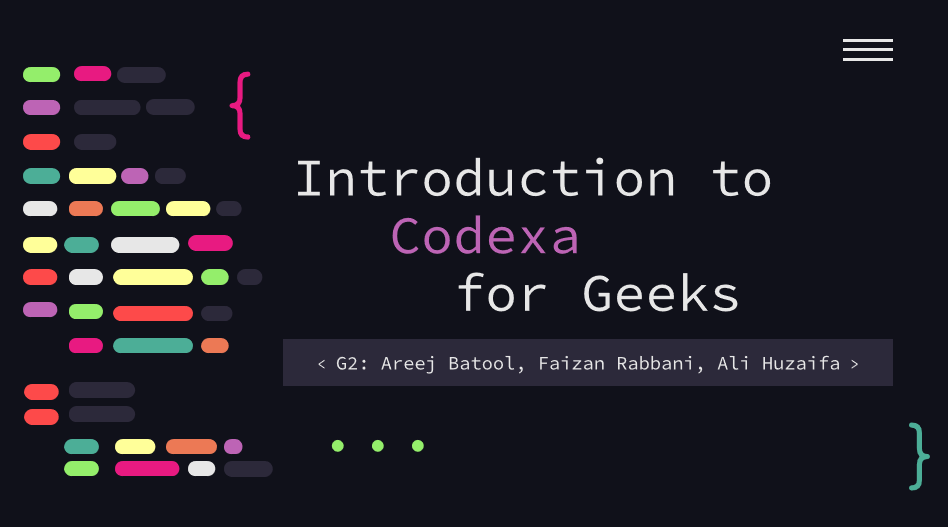 {
Introduction to
Codexa
for Geeks
< G2: Areej Batool, Faizan Rabbani, Ali Huzaifa >
}